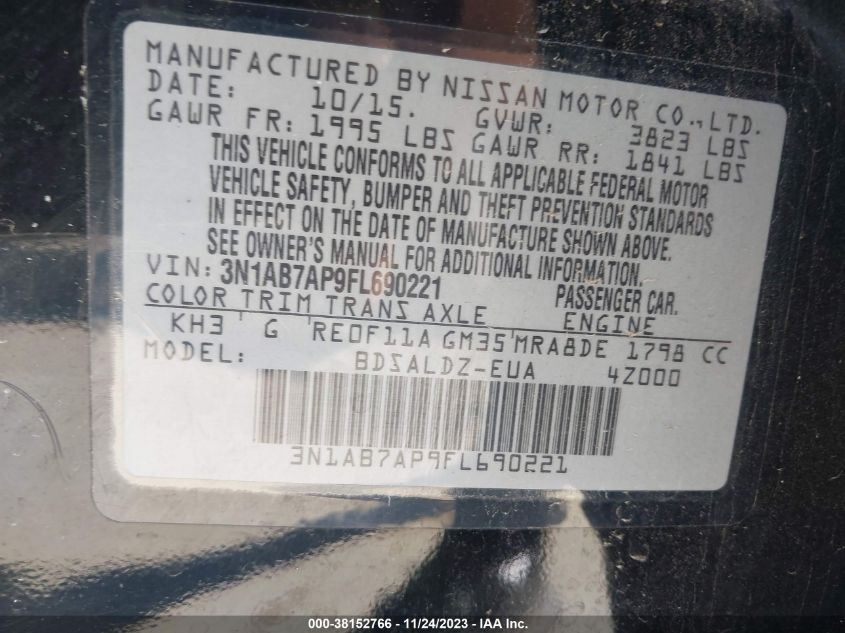 MANUFACTURED BY NISSAN MOTOR CO.,LTD.
DATE: 10/15. GVWR: 3823 LBS
GAWR FR: 1995 LBS GAWR RR: 1841 LBS
THIS VEHICLE CONFORMS TO ALL APPLICABLE FEDERAL MOTOR
VEHICLE SAFETY, BUMPER AND THEFT PREVENTION STANDARDS
IN EFFECT ON THE DATE OF MANUFACTURE SHOWN ABOVE.
SEE OWNER'S MANUAL FOR ADDITIONAL INFORMATION.
VIN: 3N1AB7AP9FL690221 PASSENGER CAR.
COLOR TRIM TRANS AXLE ENGINE
KH3 ' G ' RE0F11A GM35 ' MRA8DE 1798 CC
MODEL: BDSALDZ-EUA 4Z000
3N1AB7AP9FL690221
000-38152766 - 11/24/2023 - IAA Inc.